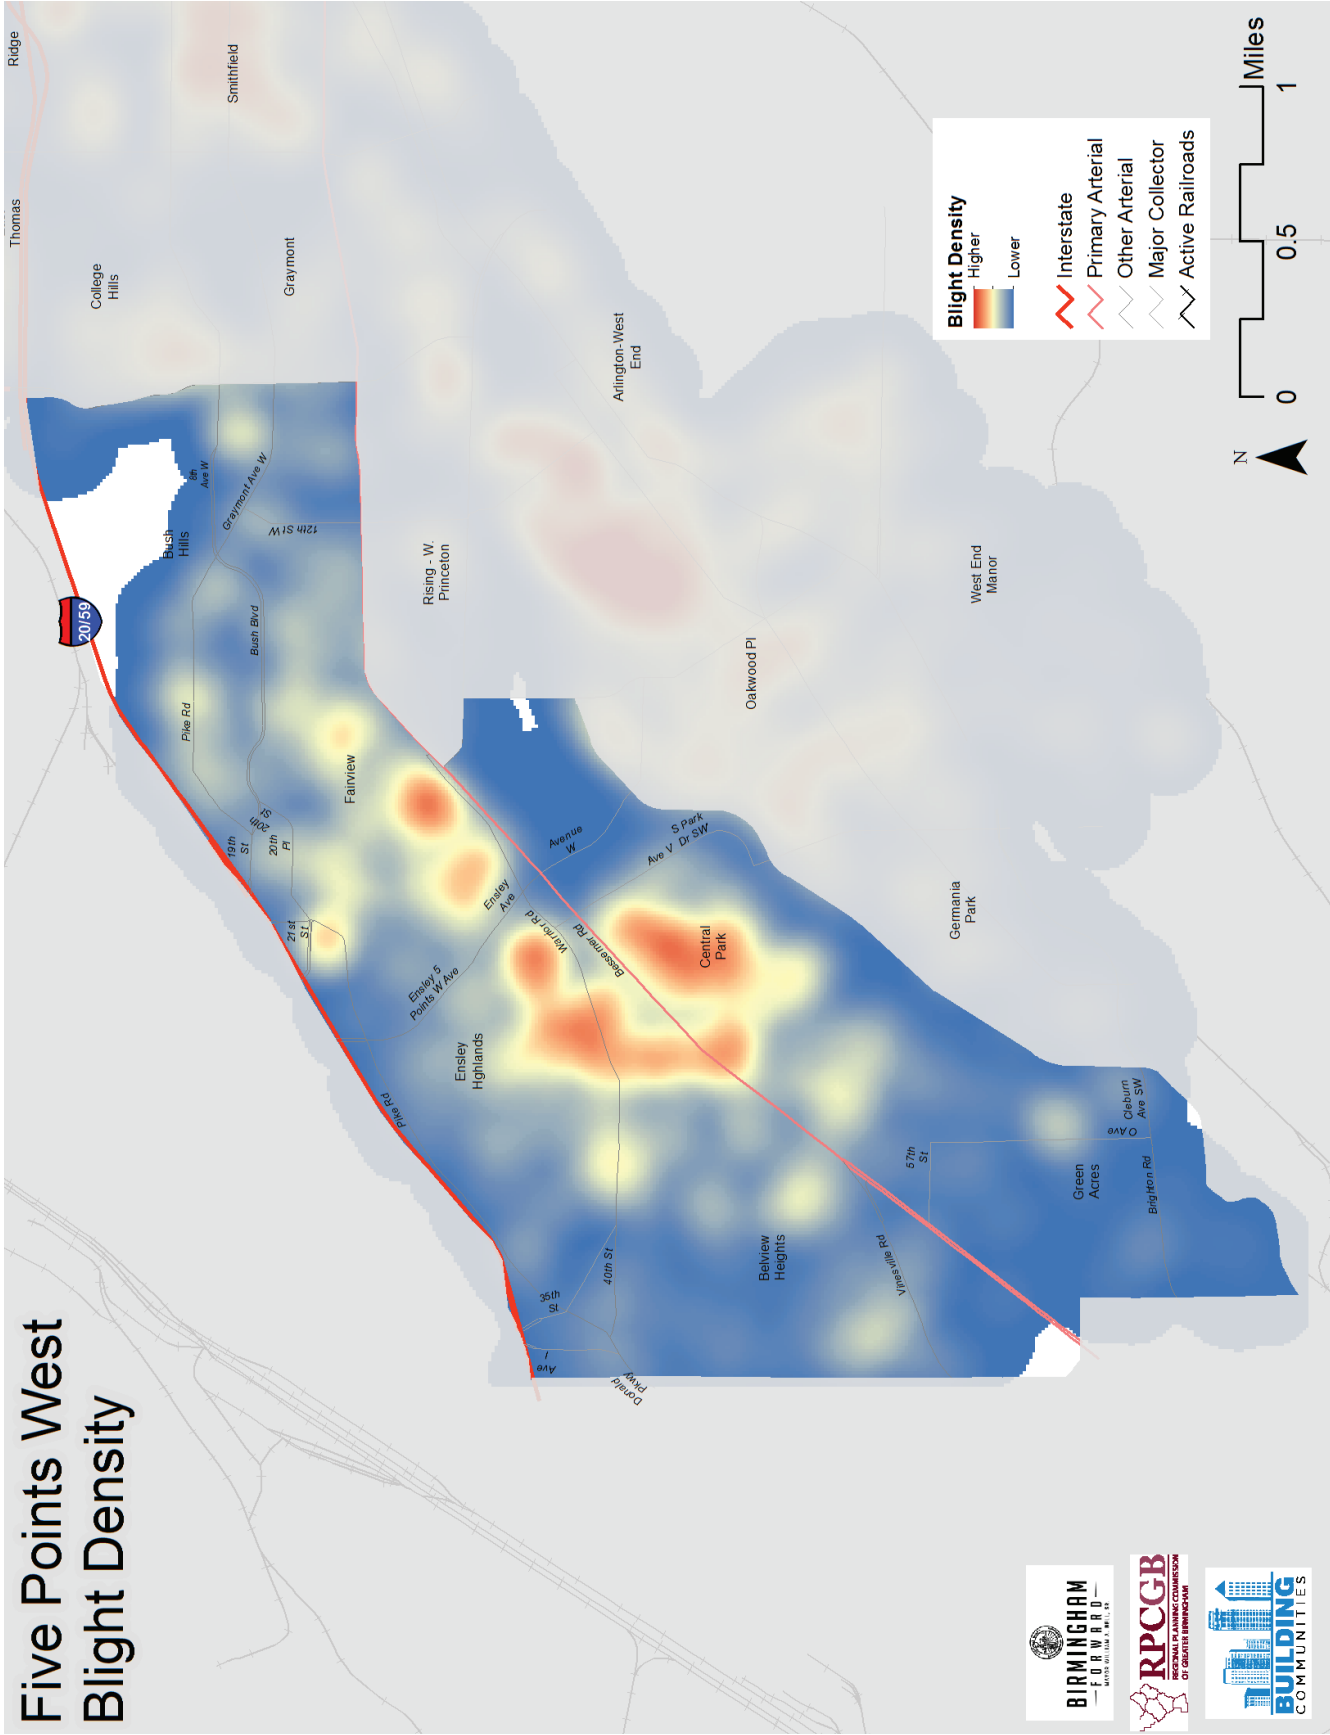 Five Points West
Blight Density
Ridge
Thomas
Smithfield
College
Hills
Graymont
20/59
Bush
Hills
8th
Ave W
Graymont Ave W
12th St W
Pike Rd
Bush Blvd
Rising - W.
Princeton
Arlington-West
End
Fairview
19th
St
20th
St
20th
Pl
21st
St
Oakwood Pl
West End
Manor
Ensley
Ave
Avenue
W
S Park
Ave V Dr SW
Warrior Rd
Bessemer Rd
Central
Park
Germania
Park
Ensley 5
Points W Ave
Ensley
Hghlands
Pike Rd
35th
St
40th St
Ave
I
Donald
Pkwy
Belview
Heights
Vinesville Rd
57th
St
Green
Acres
O Ave
Cleburn
Ave SW
Brighton Rd
Blight Density
Higher
Lower
Interstate
Primary Arterial
Other Arterial
Major Collector
Active Railroads
N
0
0.5
1
Miles
BIRMINGHAM
FORWARD
MAYOR WILLIAM A. BELL, SR.
RPCGB
REGIONAL PLANNING COMMISSION
OF GREATER BIRMINGHAM
BUILDING
COMMUNITIES